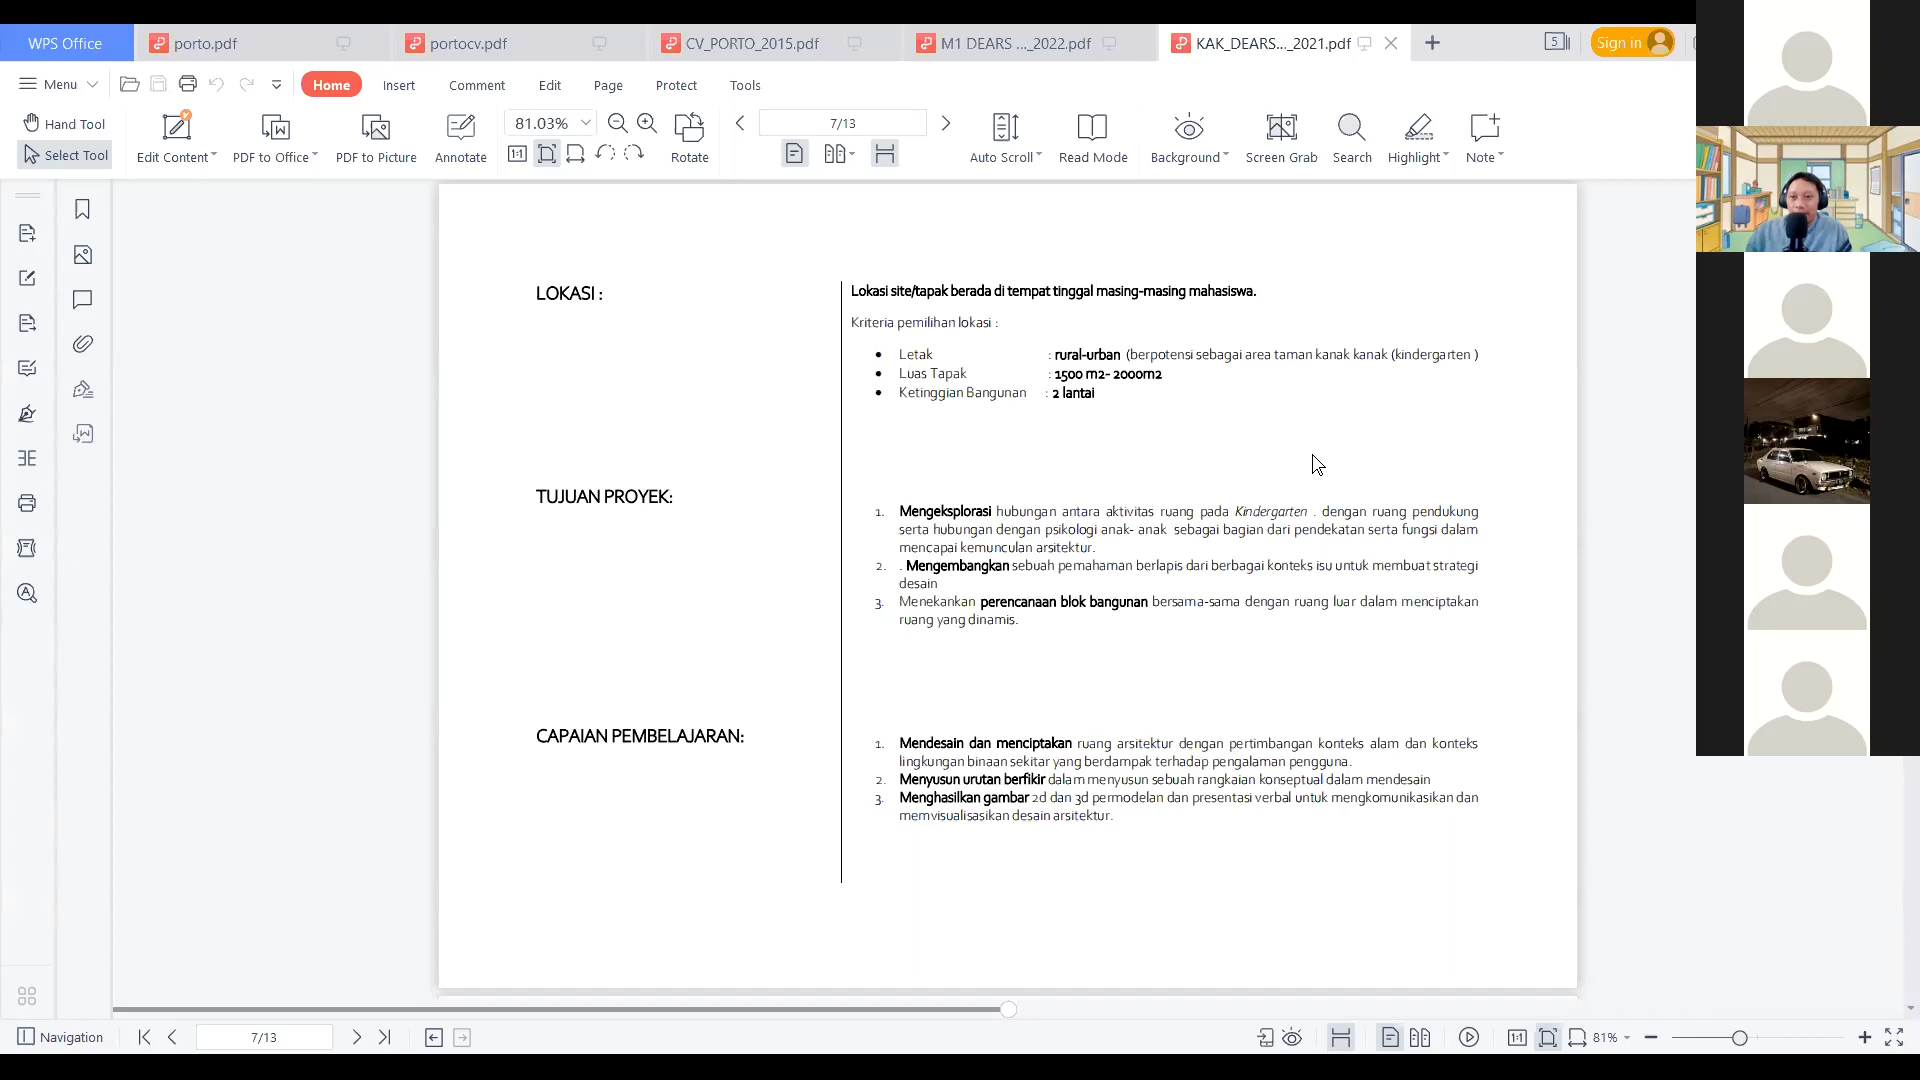 WPS Office porto.pdf portocv.pdf CV_PORTO_2015.pdf M1 DEARS ..._2022.pdf KAK_DEARS..._2021.pdf 5 Sign in
Menu Home Insert Comment Edit Page Protect Tools
Hand Tool
Select Tool
Edit Content PDF to Office PDF to Picture Annotate
81.03%
Rotate
7/13
Auto Scroll Read Mode Background Screen Grab Search Highlight Note
LOKASI :
Lokasi site/tapak berada di tempat tinggal masing-masing mahasiswa.
Kriteria pemilihan lokasi :
• Letak : rural-urban (berpotensi sebagai area taman kanak kanak (kindergarten )
• Luas Tapak : 1500 m2- 2000m2
• Ketinggian Bangunan : 2 lantai
TUJUAN PROYEK:
1. Mengeksplorasi hubungan antara aktivitas ruang pada Kindergarten . dengan ruang pendukung
serta hubungan dengan psikologi anak- anak sebagai bagian dari pendekatan serta fungsi dalam
mencapai kemunculan arsitektur.
2. . Mengembangkan sebuah pemahaman berlapis dari berbagai konteks isu untuk membuat strategi
desain
3. Menekankan perencanaan blok bangunan bersama-sama dengan ruang luar dalam menciptakan
ruang yang dinamis.
CAPAIAN PEMBELAJARAN:
1. Mendesain dan menciptakan ruang arsitektur dengan pertimbangan konteks alam dan konteks
lingkungan binaan sekitar yang berdampak terhadap pengalaman pengguna.
2. Menyusun urutan berfikir dalam menyusun sebuah rangkaian konseptual dalam mendesain
3. Menghasilkan gambar 2d dan 3d permodelan dan presentasi verbal untuk mengkomunikasikan dan
memvisualisasikan desain arsitektur.
Navigation 7/13 81%